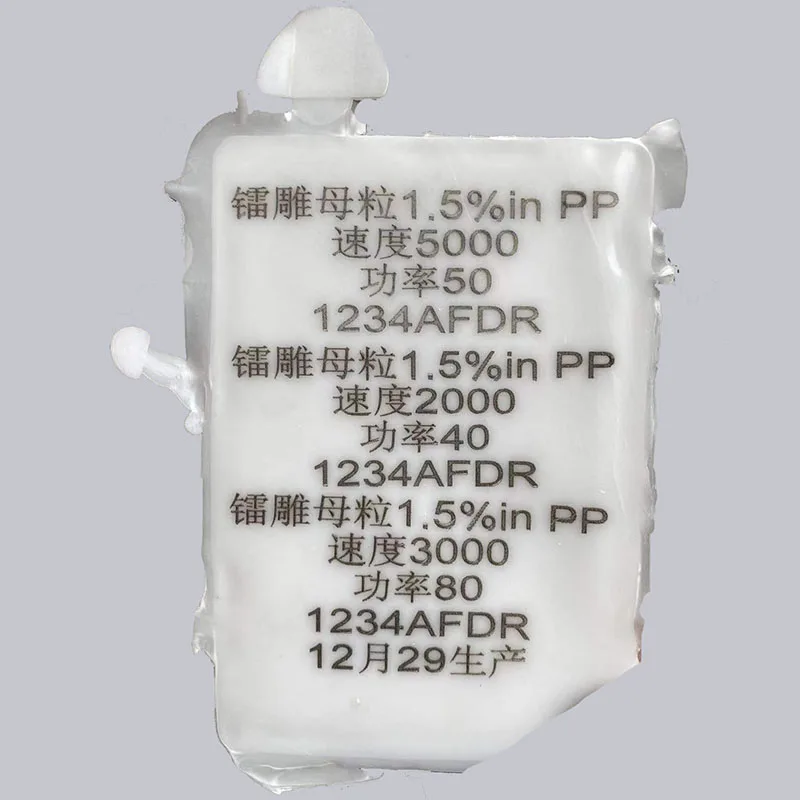 镭雕母粒1.5%in PP
速度5000
功率50
1234AFDR
镭雕母粒1.5%in PP
速度2000
功率40
1234AFDR
镭雕母粒1.5%in PP
速度3000
功率80
1234AFDR
12月29生产